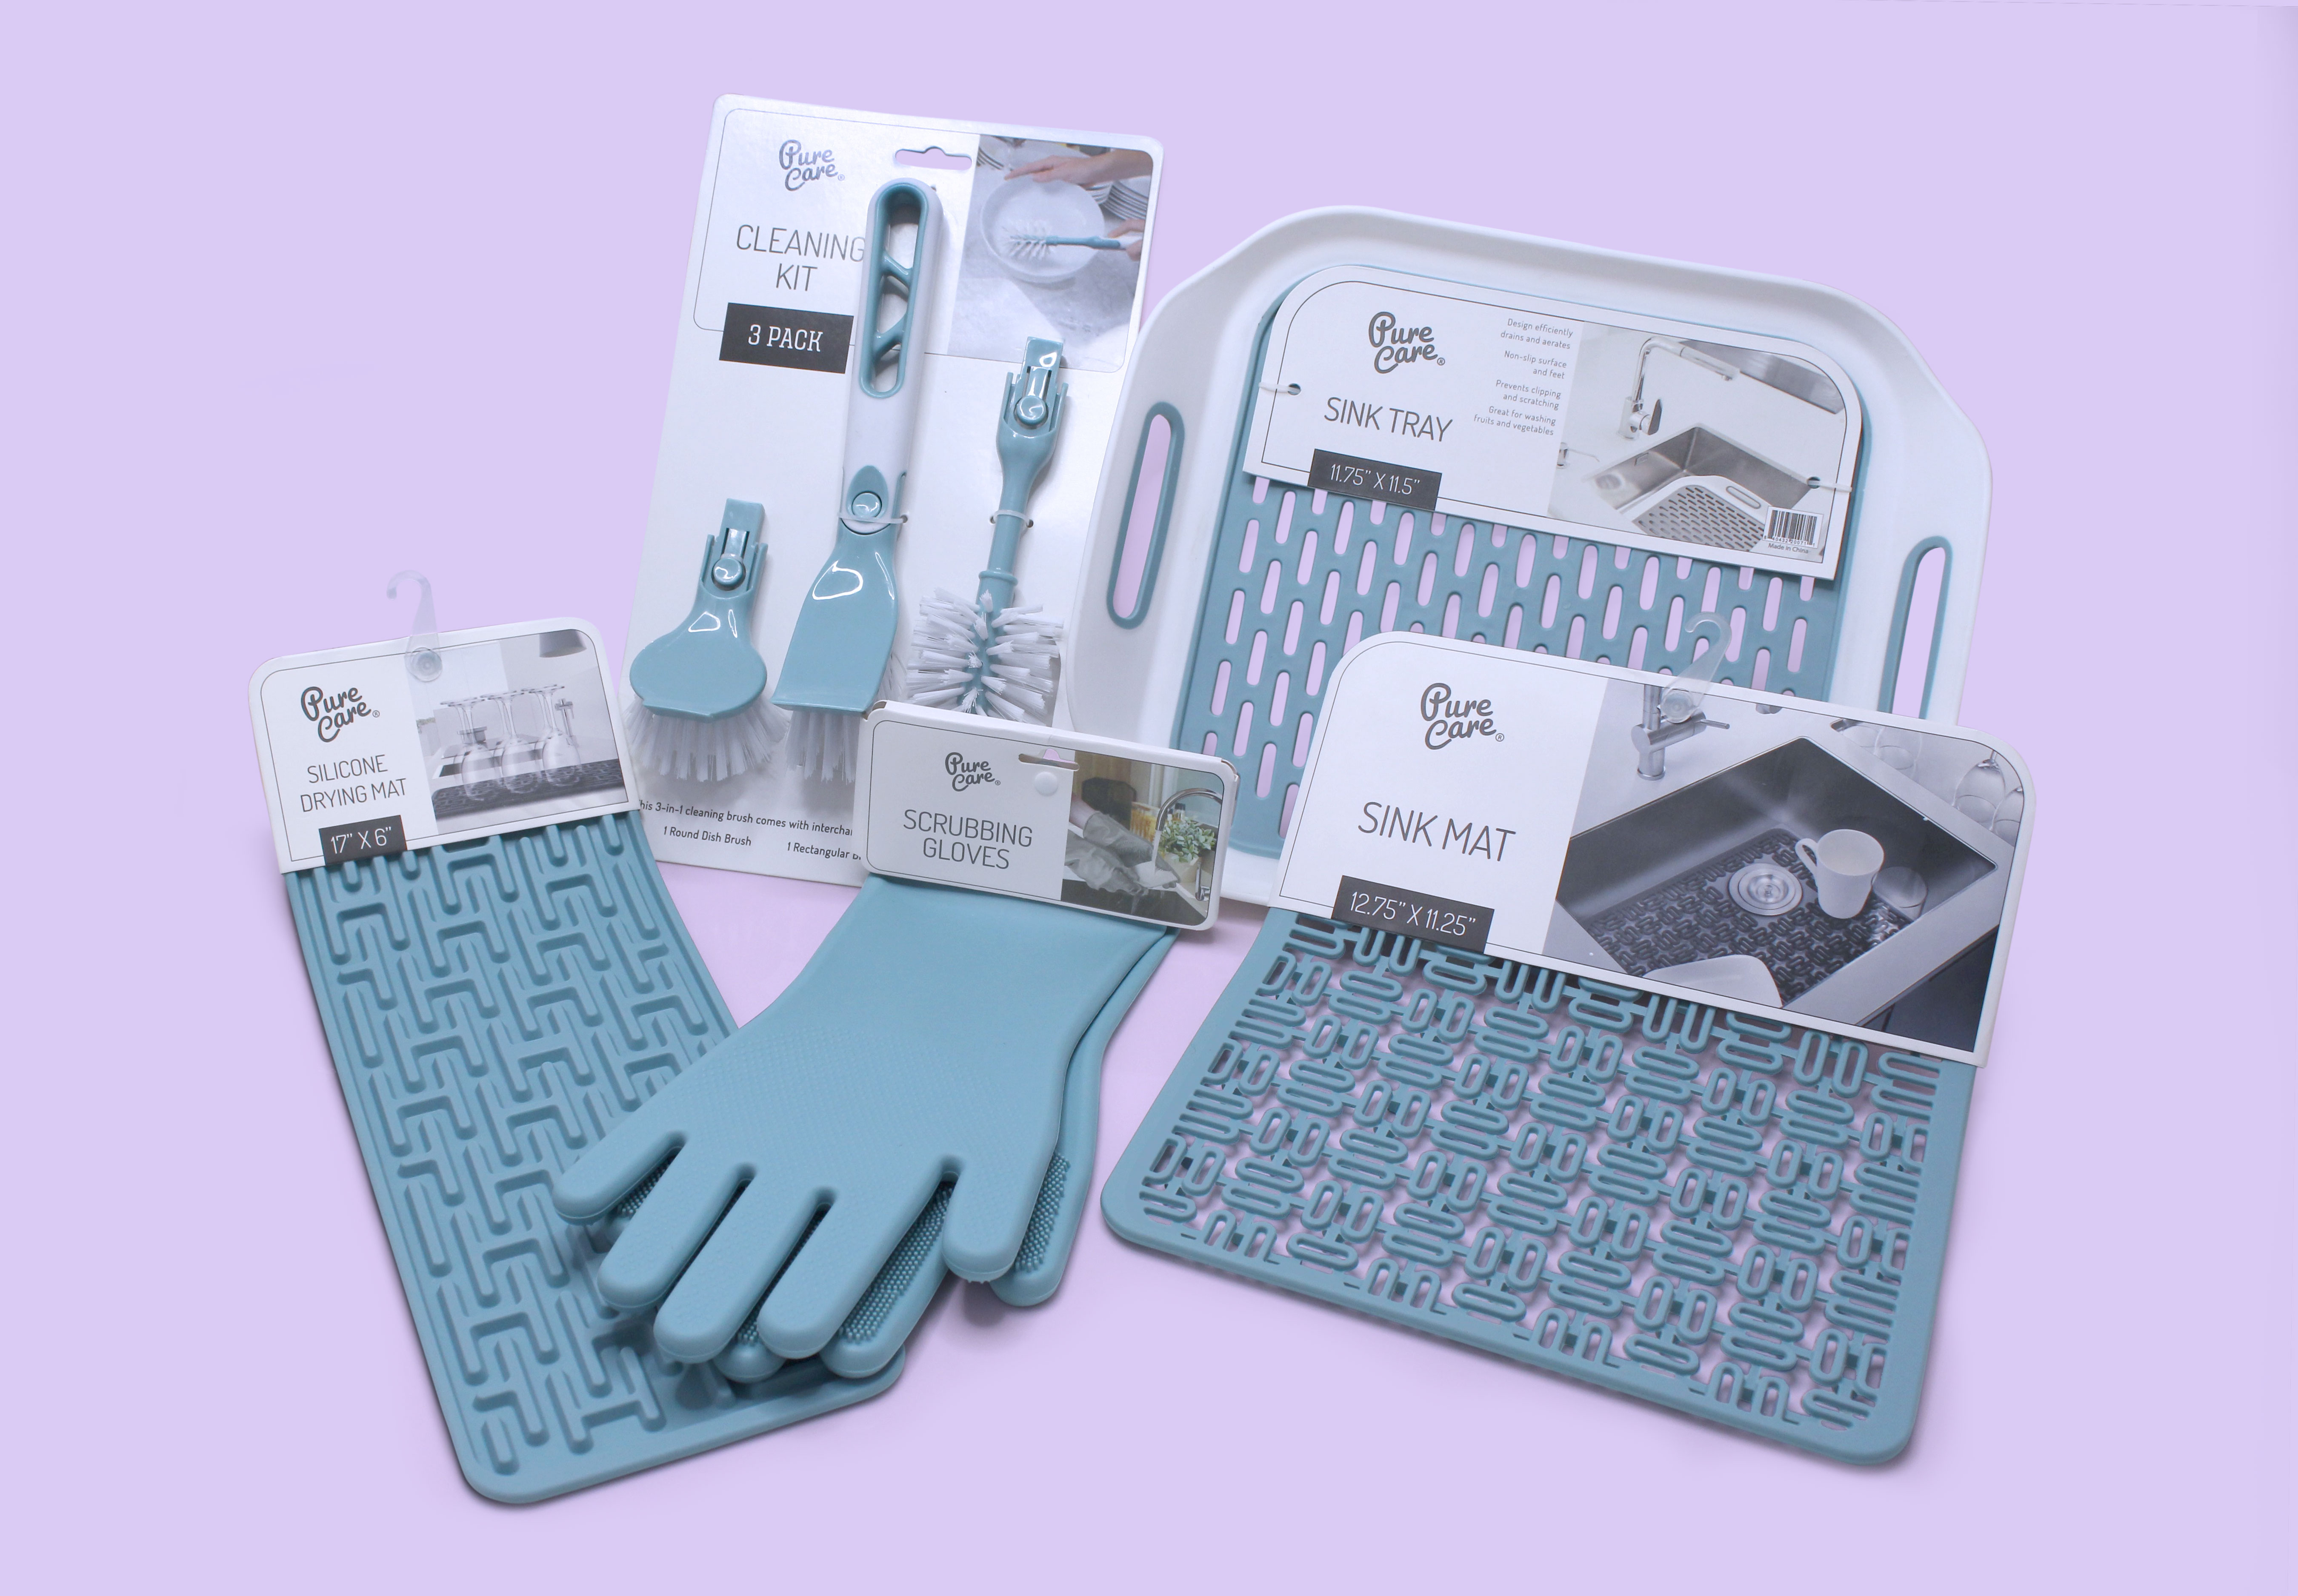 Pure
Care®
CLEANING
KIT
3 PACK
his 3-in-1 cleaning brush comes with
1 Round Dish Brush
1 Rectangular
Pure
Care®
SINK TRAY
11.75" X 11.5"
Design efficiently
drains and aerates
Non-slip surface
and feet
Prevents clipping
and scratching
Great for washing
fruits and vegetables
Made in China
Pure
Care®
SILICONE
DRYING MAT
17" X 6"
Pure
Care®
SCRUBBING
GLOVES
Pure
Care®
SINK MAT
12.75" X 11.25"